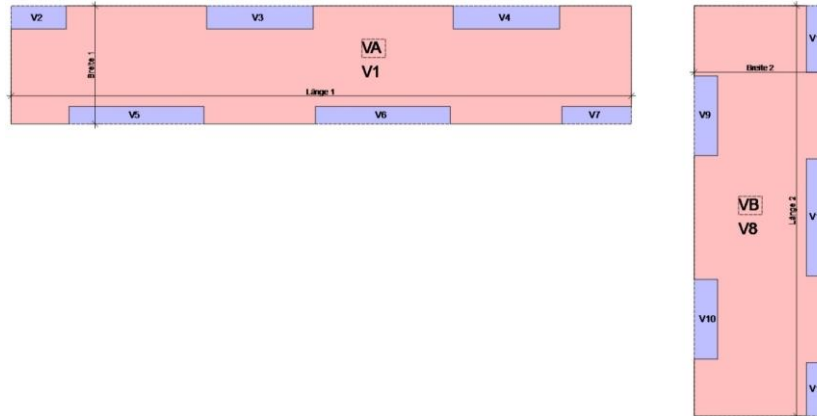 V2
V3
V4
Breite 1
VA
V1
Länge 1
V5
V6
V7
Breite 2
V9
Länge 2
VB
V8
V10